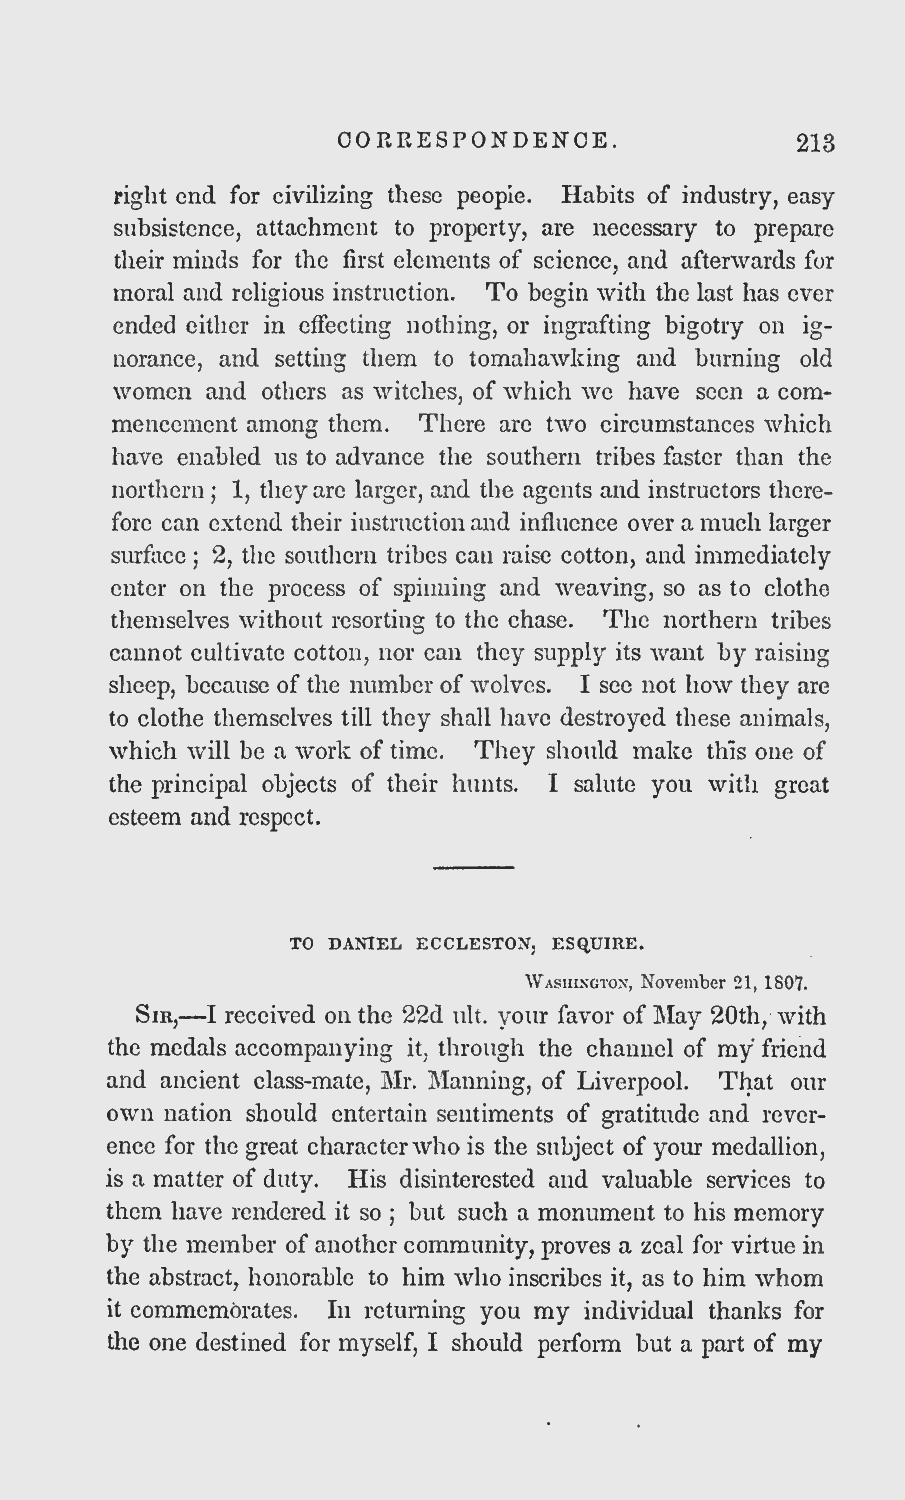 CORRESPONDENCE. 213
right end for civilizing these people. Habits of industry, easy
subsistence, attachment to property, are necessary to prepare
their minds for the first elements of science, and afterwards for
moral and religious instruction. To begin with the last has ever
ended either in effecting nothing, or ingrafting bigotry on ig-
norance, and setting them to tomahawking and burning old
women and others as witches, of which we have seen a com-
mencement among them. There are two circumstances which
have enabled us to advance the southern tribes faster than the
northern; 1, they are larger, and the agents and instructors there-
fore can extend their instruction and influence over a much larger
surface; 2, the southern tribes can raise cotton, and immediately
enter on the process of spinning and weaving, so as to clothe
themselves without resorting to the chase. The northern tribes
cannot cultivate cotton, nor can they supply its want by raising
sheep, because of the number of wolves. I see not how they are
to clothe themselves till they shall have destroyed these animals,
which will be a work of time. They should make this one of
the principal objects of their hunts. I salute you with great
esteem and respect.
TO DANIEL ECCLESTON, ESQUIRE.
WASHINGTON, November 21, 1807.
SIR,—I received on the 22d ult. your favor of May 20th, with
the medals accompanying it, through the channel of my friend
and ancient class-mate, Mr. Manning, of Liverpool. That our
own nation should entertain sentiments of gratitude and rever-
ence for the great character who is the subject of your medallion,
is a matter of duty. His disinterested and valuable services to
them have rendered it so; but such a monument to his memory
by the member of another community, proves a zeal for virtue in
the abstract, honorable to him who inscribes it, as to him whom
it commemorates. In returning you my individual thanks for
the one destined for myself, I should perform but a part of my